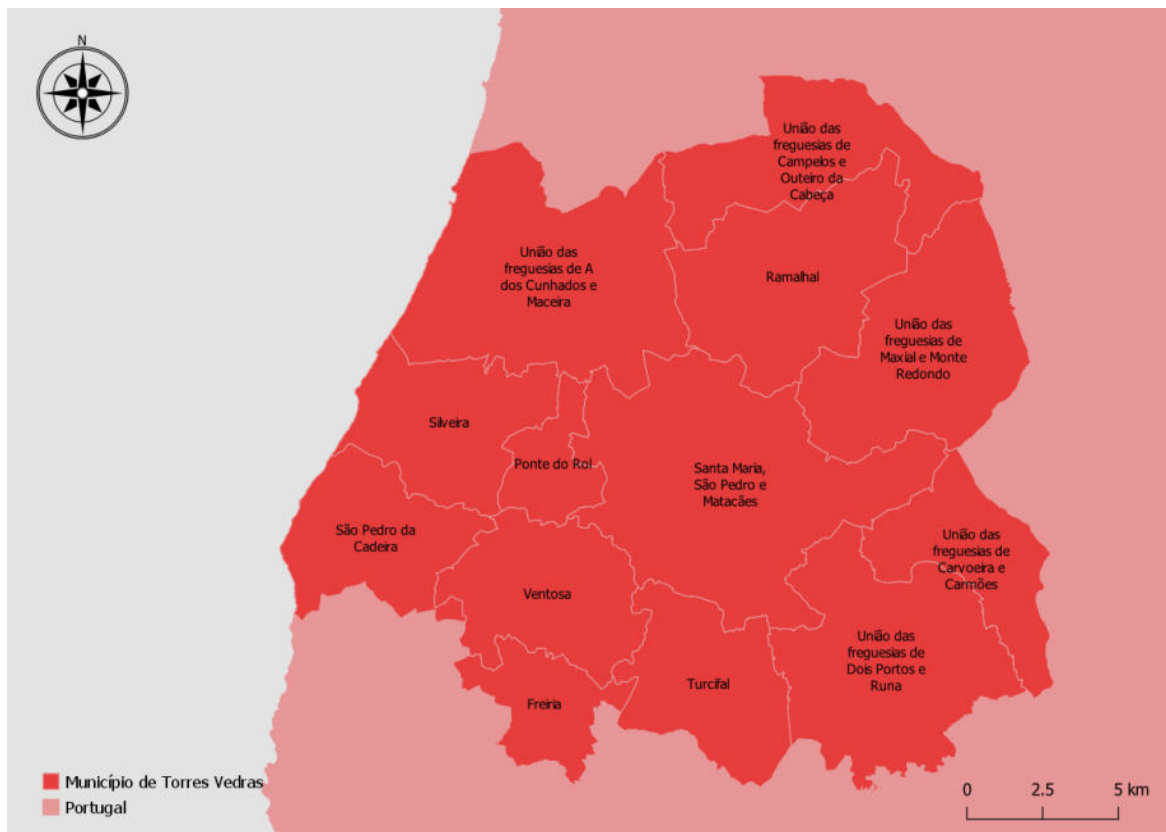 N
União das
freguesias de
Campelos e
Outeiro da
Cabeça
União das
freguesias de A
dos Cunhados e
Maceira
Ramalhal
União das
freguesias de
Maxial e Monte
Redondo
Silveira
Ponte do Rol
Santa Maria,
São Pedro e
Matacães
São Pedro da
Cadeira
União das
freguesias de
Carvoeira e
Carmões
Ventosa
União das
freguesias de
Dois Portos e
Runa
Turcifal
Freiria
Município de Torres Vedras
Portugal
0 2.5 5 km